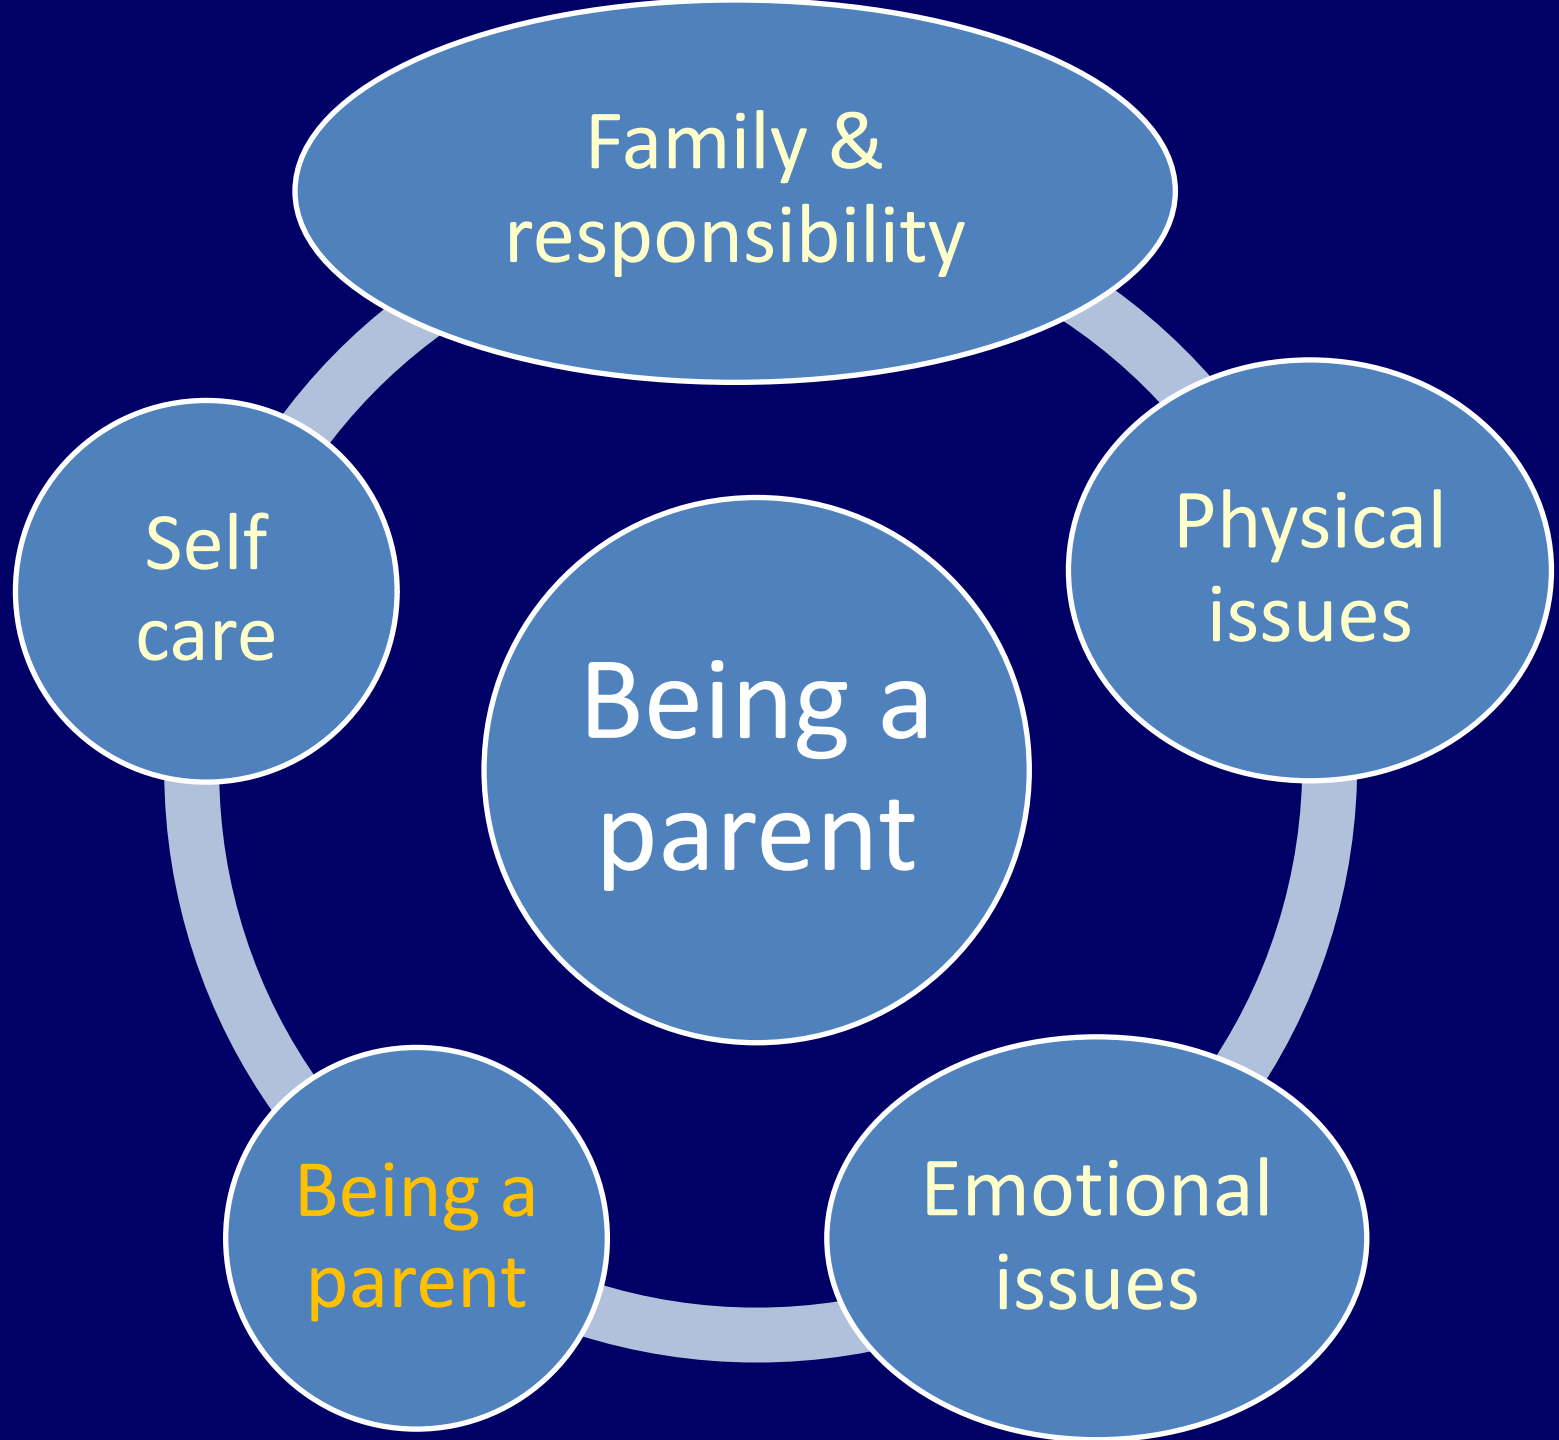 Family &
responsibility
Physical
issues
Self
care
Being a
parent
Emotional
issues
Being a
parent